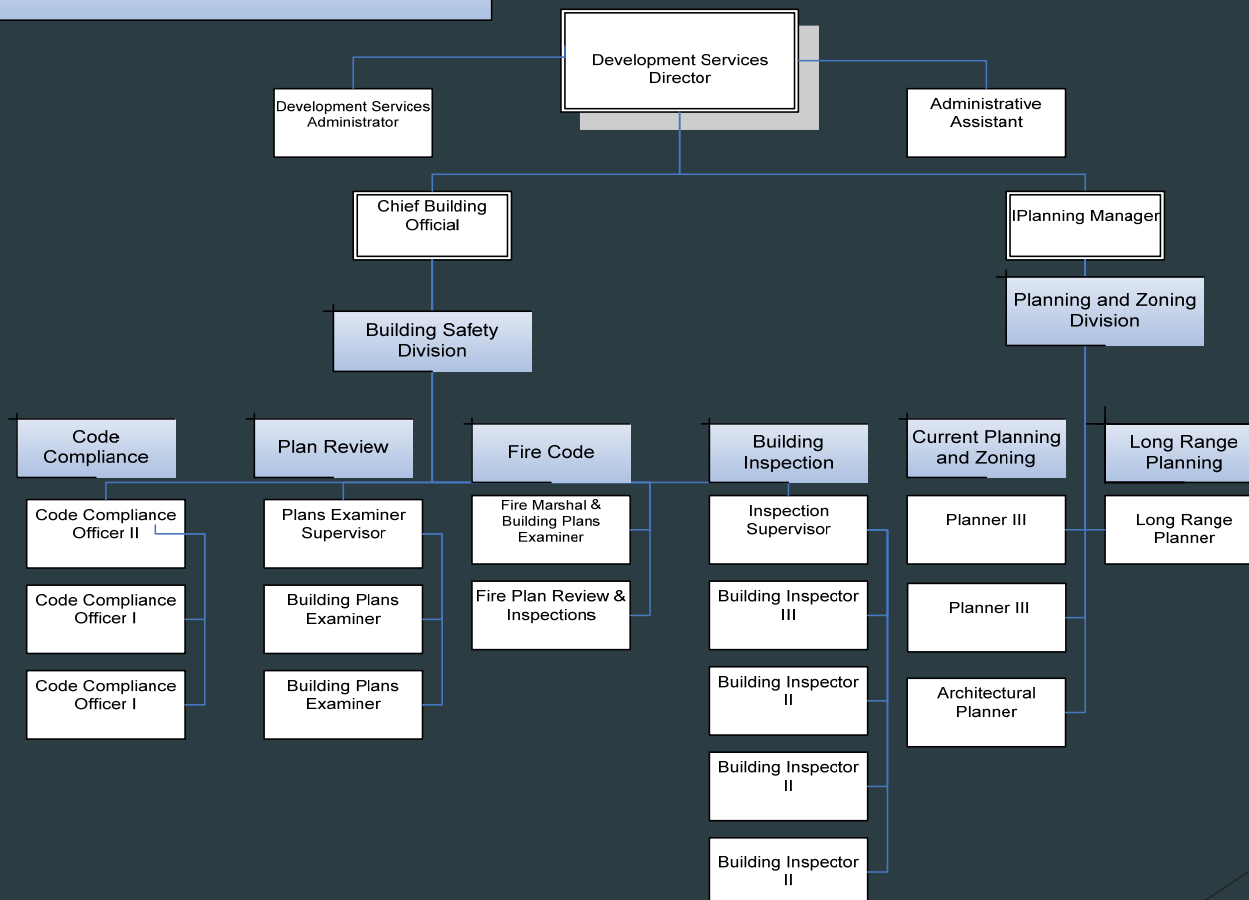 Development Services
Director
Development Services
Administrator
Administrative
Assistant
Chief Building
Official
IPlanning Manager
Building Safety
Division
Planning and Zoning
Division
Code
Compliance
Code Compliance
Officer II
Code Compliance
Officer I
Code Compliance
Officer I
Plan Review
Plans Examiner
Supervisor
Building Plans
Examiner
Building Plans
Examiner
Fire Code
Fire Marshal &
Building Plans
Examiner
Fire Plan Review &
Inspections
Building
Inspection
Inspection
Supervisor
Building Inspector
III
Building Inspector
II
Building Inspector
II
Building Inspector
II
Current Planning
and Zoning
Planner III
Planner III
Architectural
Planner
Long Range
Planning
Long Range
Planner